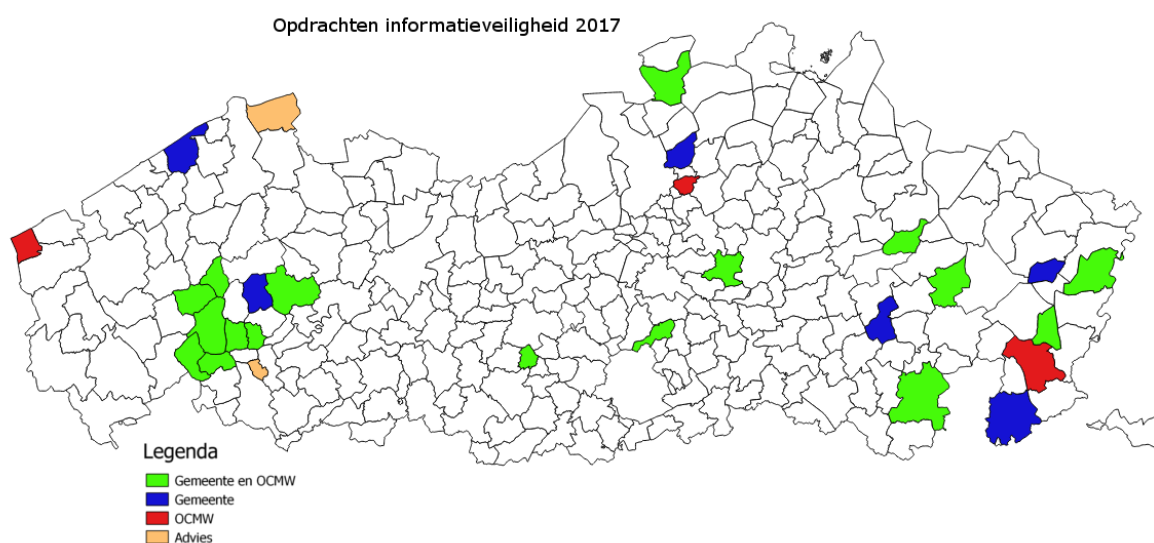 Opdrachten informatieveiligheid 2017
Legenda
Gemeente en OCMW
Gemeente
OCMW
Advies